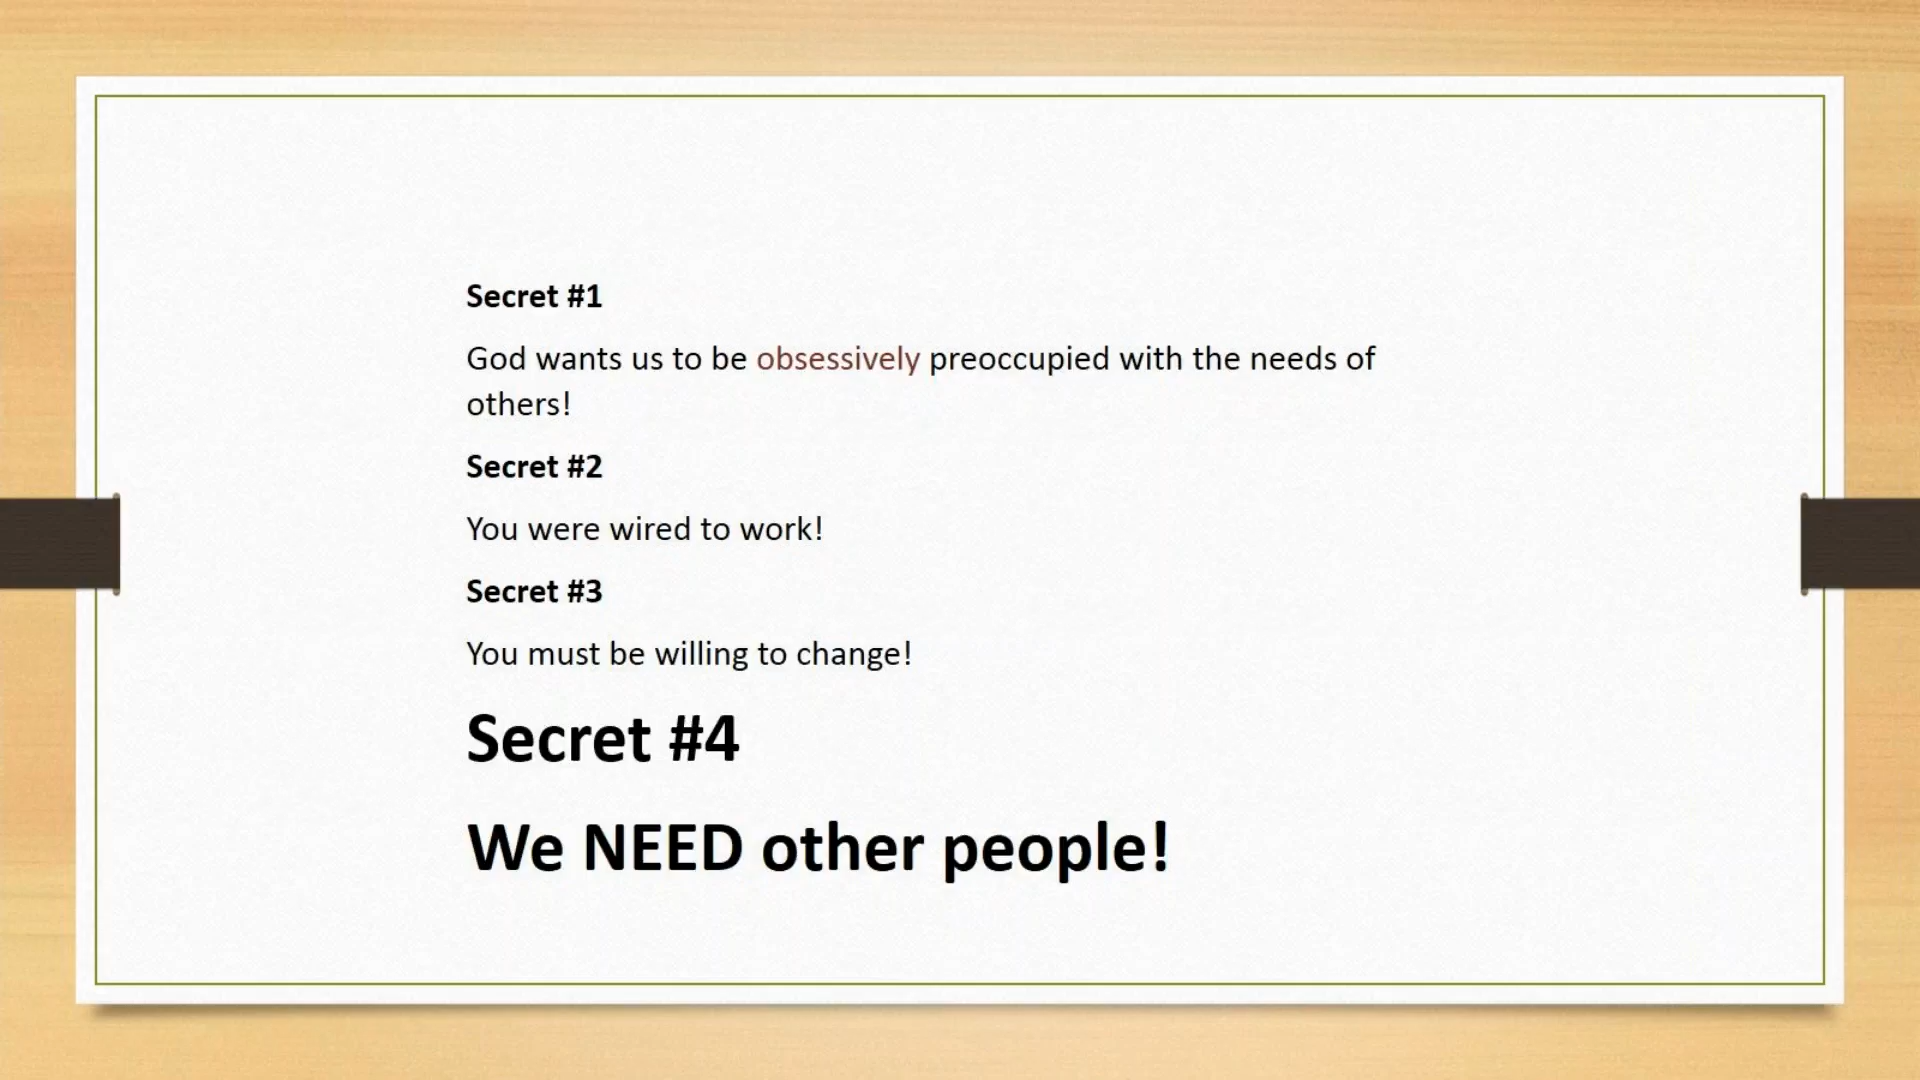 Secret #1
God wants us to be obsessively preoccupied with the needs of
others!
Secret #2
You were wired to work!
Secret #3
You must be willing to change!
Secret #4
We NEED other people!